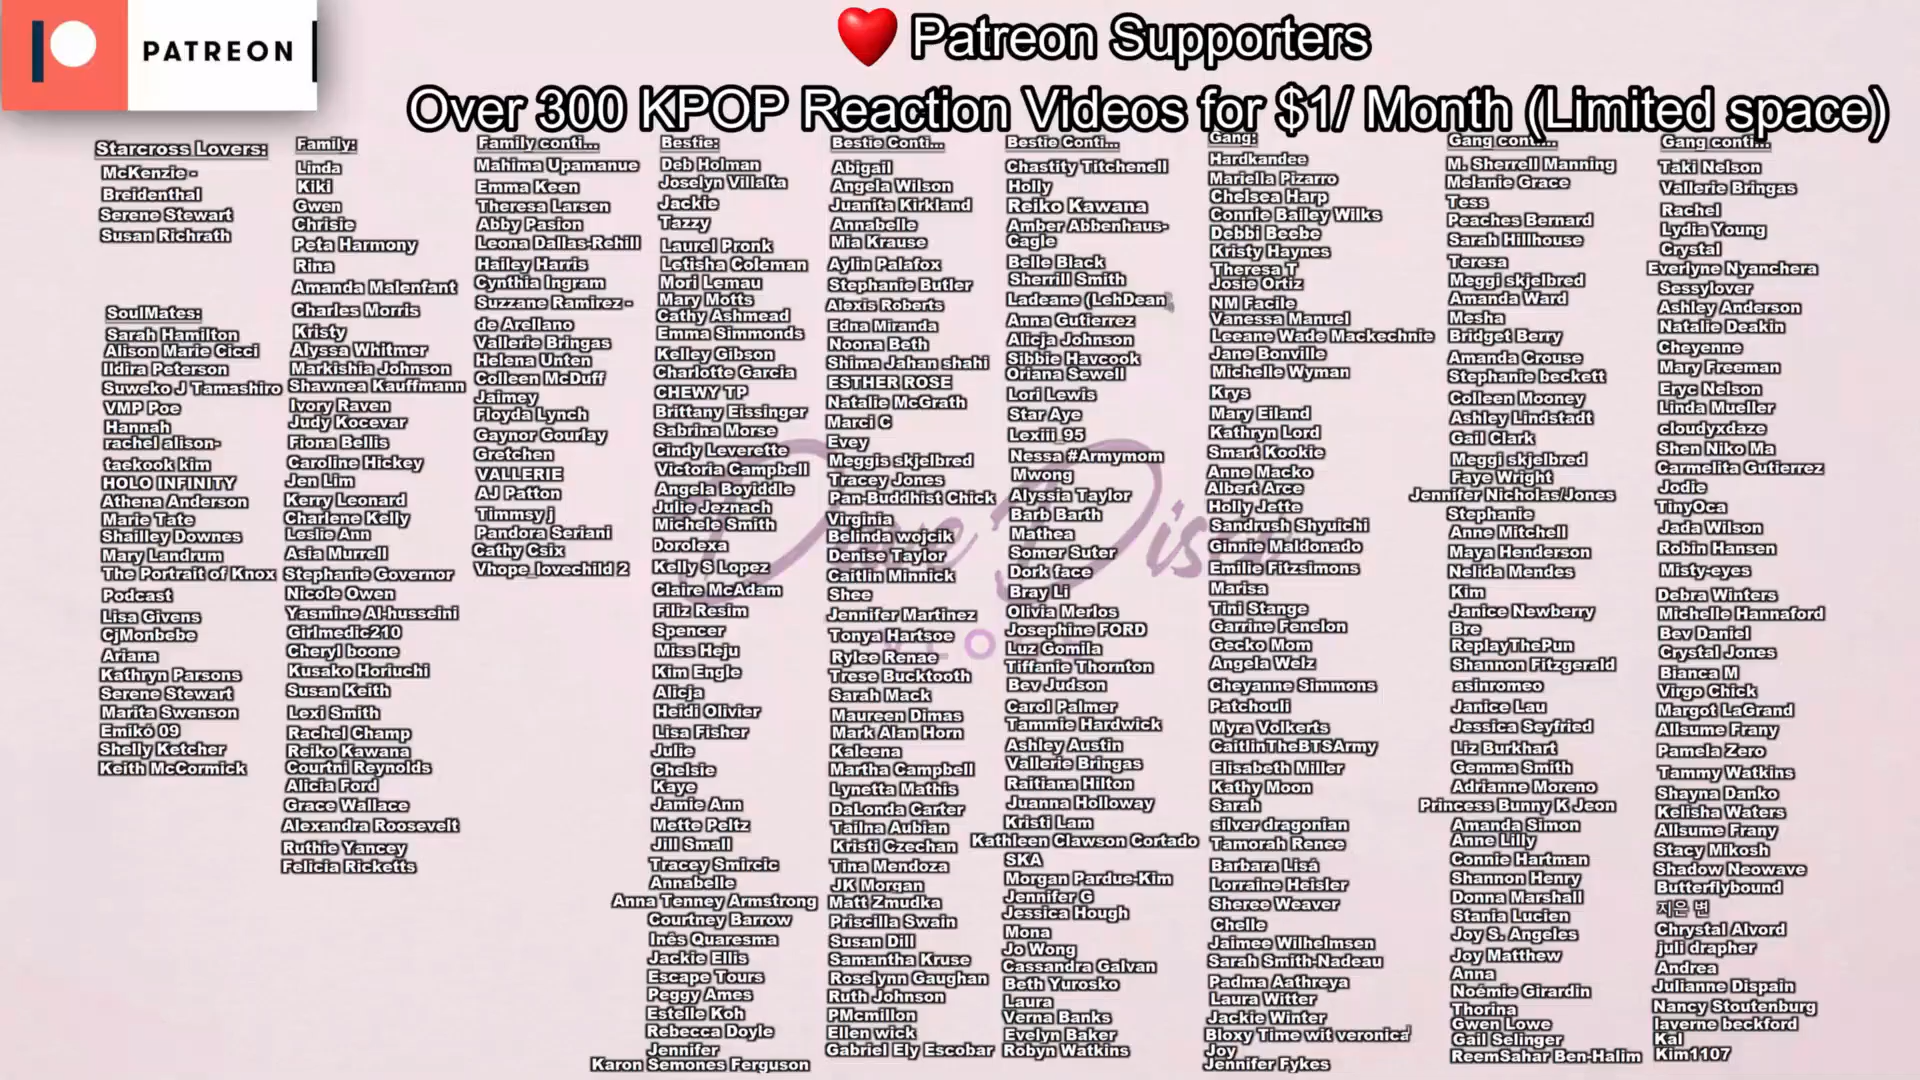 PATREON
Patreon Supporters
Over 300 KPOP Reaction Videos for $1/ Month (Limited space)
Starcross Lovers:
McKenzie -
Breidenthal
Serene Stewart
Susan Richrath
SoulMates:
Sarah Hamilton
Alison Marie Cicci
Ildira Peterson
Suweko J Tamashiro
VMP Poe
Hannah
rachel alison-
taekook kim
HOLO INFINITY
Athena Anderson
Marie Tate
Shailley Downes
Mary Landrum
The Portrait of Knox
Podcast
Lisa Givens
CjMonbebe
Ariana
Kathryn Parsons
Serene Stewart
Marita Swenson
Emikó 09
Shelly Ketcher
Keith McCormick
Family:
Linda
Kiki
Gwen
Chrisie
Peta Harmony
Rina
Amanda Malenfant
Charles Morris
Kristy
Alyssa Whitmer
Markishia Johnson
Shawnea Kauffmann
Ivory Raven
Judy Kocevar
Fiona Bellis
Caroline Hickey
Jen Lim
Kerry Leonard
Charlene Kelly
Leslie Ann
Asia Murrell
Stephanie Governor
Nicole Owen
Yasmine Al-husseini
Girlmedic210
Cheryl boone
Kusako Horiuchi
Susan Keith
Lexi Smith
Rachel Champ
Reiko Kawana
Courtni Reynolds
Alicia Ford
Grace Wallace
Alexandra Roosevelt
Ruthie Yancey
Felicia Ricketts
Family conti...
Mahima Upamanue
Emma Keen
Theresa Larsen
Abby Pasion
Leona Dallas-Rehill
Hailey Harris
Cynthia Ingram
Suzzane Ramirez -
de Arellano
Vallerie Bringas
Helena Unten
Colleen McDuff
Jaimey
Floyda Lynch
Gaynor Gourlay
Gretchen
VALLERIE
AJ Patton
Timmsy j
Pandora Seriani
Cathy Csix
Vhope_lovechild 2
Bestie:
Deb Holman
Joselyn Villalta
Jackie
Tazzy
Laurel Pronk
Letisha Coleman
Mori Lemau
Mary Motts
Cathy Ashmead
Emma Simmonds
Kelley Gibson
Charlotte Garcia
CHEWY TP
Brittany Eissinger
Sabrina Morse
Cindy Leverette
Victoria Campbell
Angela Boyiddle
Julie Jeznach
Michele Smith
Dorolexa
Kelly S Lopez
Claire McAdam
Filiz Resim
Spencer
Miss Heju
Kim Engle
Alicja
Heidi Olivier
Lisa Fisher
Julie
Chelsie
Kaye
Jamie Ann
Mette Peltz
Jill Small
Tracey Smircic
Annabelle
Anna Tenney Armstrong
Courtney Barrow
Inês Quaresma
Jackie Ellis
Escape Tours
Peggy Ames
Estelle Koh
Rebecca Doyle
Jennifer
Karon Semones Ferguson
Bestie Conti...
Abigail
Angela Wilson
Juanita Kirkland
Annabelle
Mia Krause
Aylin Palafox
Stephanie Butler
Alexis Roberts
Edna Miranda
Noona Beth
Shima Jahan shahi
ESTHER ROSE
Natalie McGrath
Marci C
Evey
Meggis skjelbred
Tracey Jones
Pan-Buddhist Chick
Virginia
Belinda wojcik
Denise Taylor
Caitlin Minnick
Shee
Jennifer Martinez
Tonya Hartsoe
Rylee Renae
Trese Bucktooth
Sarah Mack
Maureen Dimas
Mark Alan Horn
Kaleena
Martha Campbell
Lynetta Mathis
DaLonda Carter
Tailna Aubian
Kristi Czechan
Tina Mendoza
JK Morgan
Matt Zmudka
Priscilla Swain
Susan Dill
Samantha Kruse
Roselynn Gaughan
Ruth Johnson
PMcmillon
Ellen wick
Gabriel Ely Escobar
Bestie Conti...
Chastity Titchenell
Holly
Reiko Kawana
Amber Abbenhaus-
Cagle
Belle Black
Sherrill Smith
Ladeane (LehDean
Anna Gutierrez
Alicja Johnson
Sibbie Havcook
Oriana Sewell
Lori Lewis
Star Aye
Lexiii_95
Nessa #Armymom
Mwong
Alyssia Taylor
Barb Barth
Mathea
Somer Suter
Dork face
Bray Li
Olivia Merlos
Josephine FORD
Luz Gomila
Tiffanie Thornton
Bev Judson
Carol Palmer
Tammie Hardwick
Ashley Austin
Vallerie Bringas
Raitiana Hilton
Juanna Holloway
Kristi Lam
Kathleen Clawson Cortado
SKA
Morgan Pardue-Kim
Jennifer G
Jessica Hough
Mona
Jo Wong
Cassandra Galvan
Beth Yurosko
Laura
Verna Banks
Evelyn Baker
Robyn Watkins
Gang:
Hardkandee
Mariella Pizarro
Chelsea Harp
Connie Bailey Wilks
Debbi Beebe
Kristy Haynes
Theresa T
Josie Ortiz
NM Facile
Vanessa Manuel
Leeane Wade Mackechnie
Jane Bonville
Michelle Wyman
Krys
Mary Eiland
Kathryn Lord
Smart Kookie
Anne Macko
Albert Arce
Holly Jette
Sandrush Shyuichi
Ginnie Maldonado
Emilie Fitzsimons
Marisa
Tini Stange
Garrine Fenelon
Gecko Mom
Angela Welz
Cheyanne Simmons
Patchouli
Myra Volkerts
CaitlinTheBTSArmy
Elisabeth Miller
Kathy Moon
Sarah
silver dragonian
Tamorah Renee
Barbara Lisá
Lorraine Heisler
Sheree Weaver
Chelle
Jaimee Wilhelmsen
Sarah Smith-Nadeau
Padma Aathreya
Laura Witter
Jackie Winter
Bloxy Time wit veronica
Joy
Jennifer Fykes
Gang conti...
M. Sherrell Manning
Melanie Grace
Tess
Peaches Bernard
Sarah Hillhouse
Teresa
Meggi skjelbred
Amanda Ward
Mesha
Bridget Berry
Amanda Crouse
Stephanie beckett
Colleen Mooney
Ashley Lindstadt
Gail Clark
Meggi skjelbred
Faye Wright
Jennifer Nicholas/Jones
Stephanie
Anne Mitchell
Maya Henderson
Nelida Mendes
Kim
Janice Newberry
Bre
ReplayThePun
Shannon Fitzgerald
asinromeo
Janice Lau
Jessica Seyfried
Liz Burkhart
Gemma Smith
Adrianne Moreno
Princess Bunny K Jeon
Amanda Simon
Anne Lilly
Connie Hartman
Shannon Henry
Donna Marshall
Stania Lucien
Joy S. Angeles
Joy Matthew
Anna
Noémie Girardin
Thorina
Gwen Lowe
Gail Selinger
ReemSahar Ben-Halim
Gang conti...
Taki Nelson
Vallerie Bringas
Rachel
Lydia Young
Crystal
Everlyne Nyanchera
Sessylover
Ashley Anderson
Natalie Deakin
Cheyenne
Mary Freeman
Eryc Nelson
Linda Mueller
cloudyxdaze
Shen Niko Ma
Carmelita Gutierrez
Jodie
TinyOca
Jada Wilson
Robin Hansen
Misty-eyes
Debra Winters
Michelle Hannaford
Bev Daniel
Crystal Jones
Bianca M
Virgo Chick
Margot LaGrand
Allsume Frany
Pamela Zero
Tammy Watkins
Shayna Danko
Kelisha Waters
Allsume Frany
Stacy Mikosh
Shadow Neowave
Butterflybound
지은 변
Chrystal Alvord
juli drapher
Andrea
Julianne Dispain
Nancy Stoutenburg
laverne beckford
Kal
Kim1107